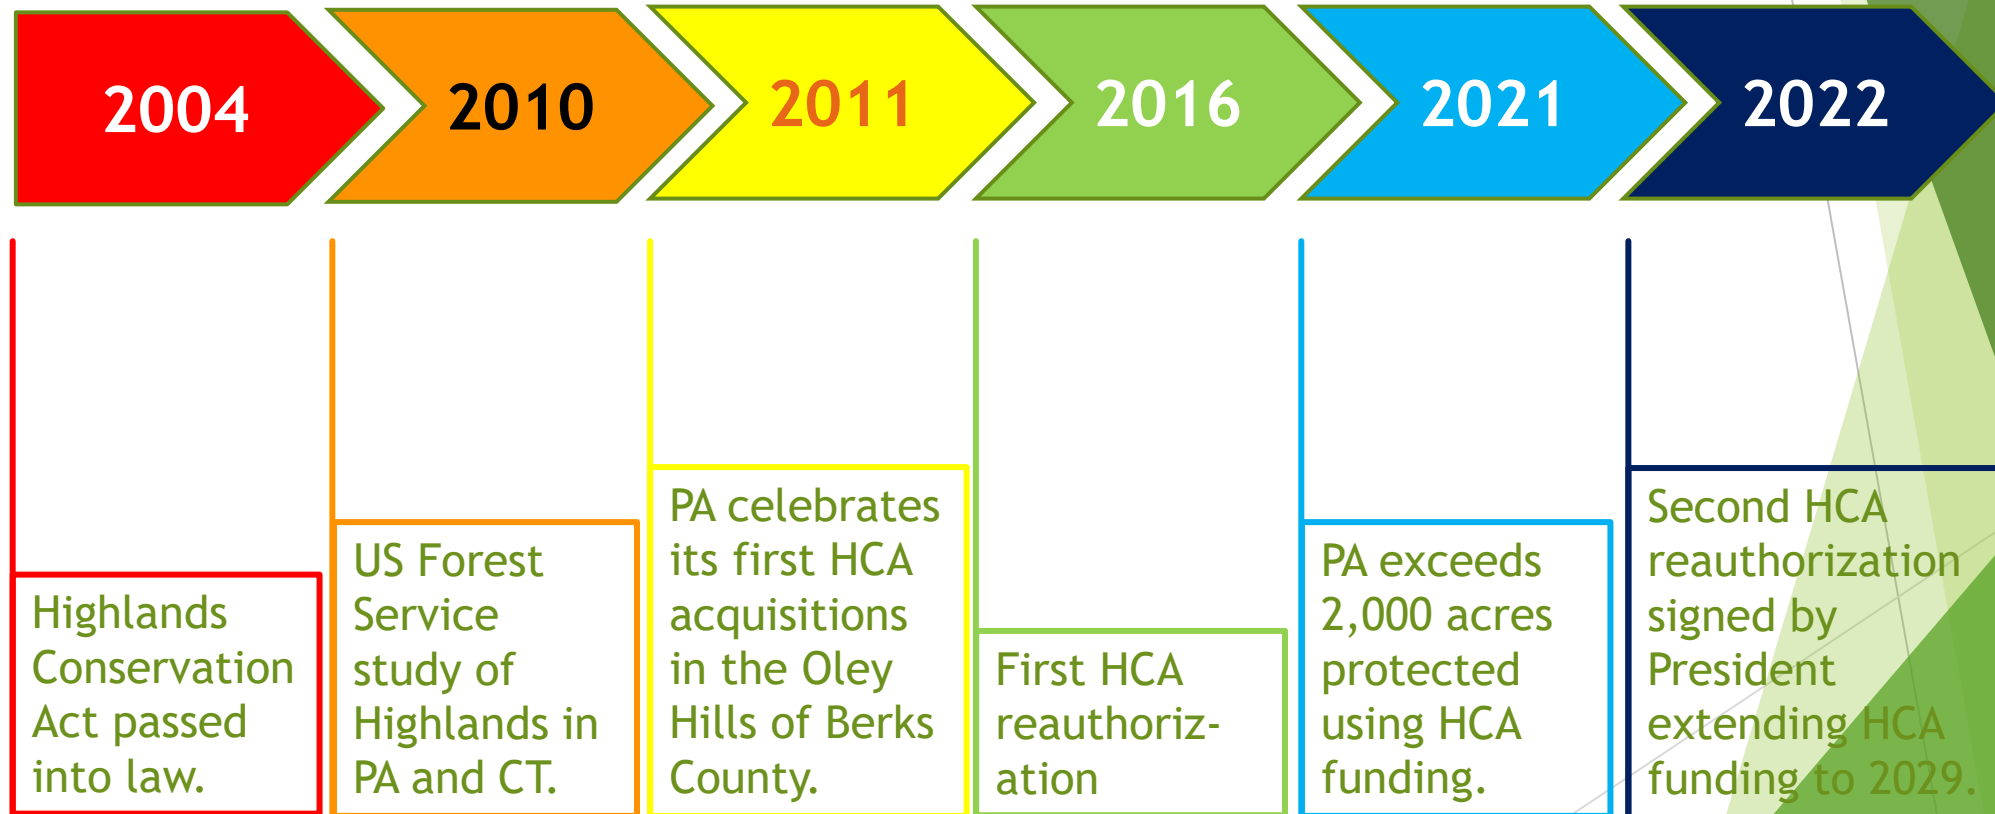 2004
2010
2011
2016
2021
2022
Highlands
Conservation
Act passed
into law.
US Forest
Service
study of
Highlands in
PA and CT.
PA celebrates
its first HCA
acquisitions
in the Oley
Hills of Berks
County.
First HCA
reauthoriz-
ation
PA exceeds
2,000 acres
protected
using HCA
funding.
Second HCA
reauthorization
signed by
President
extending HCA
funding to 2029.